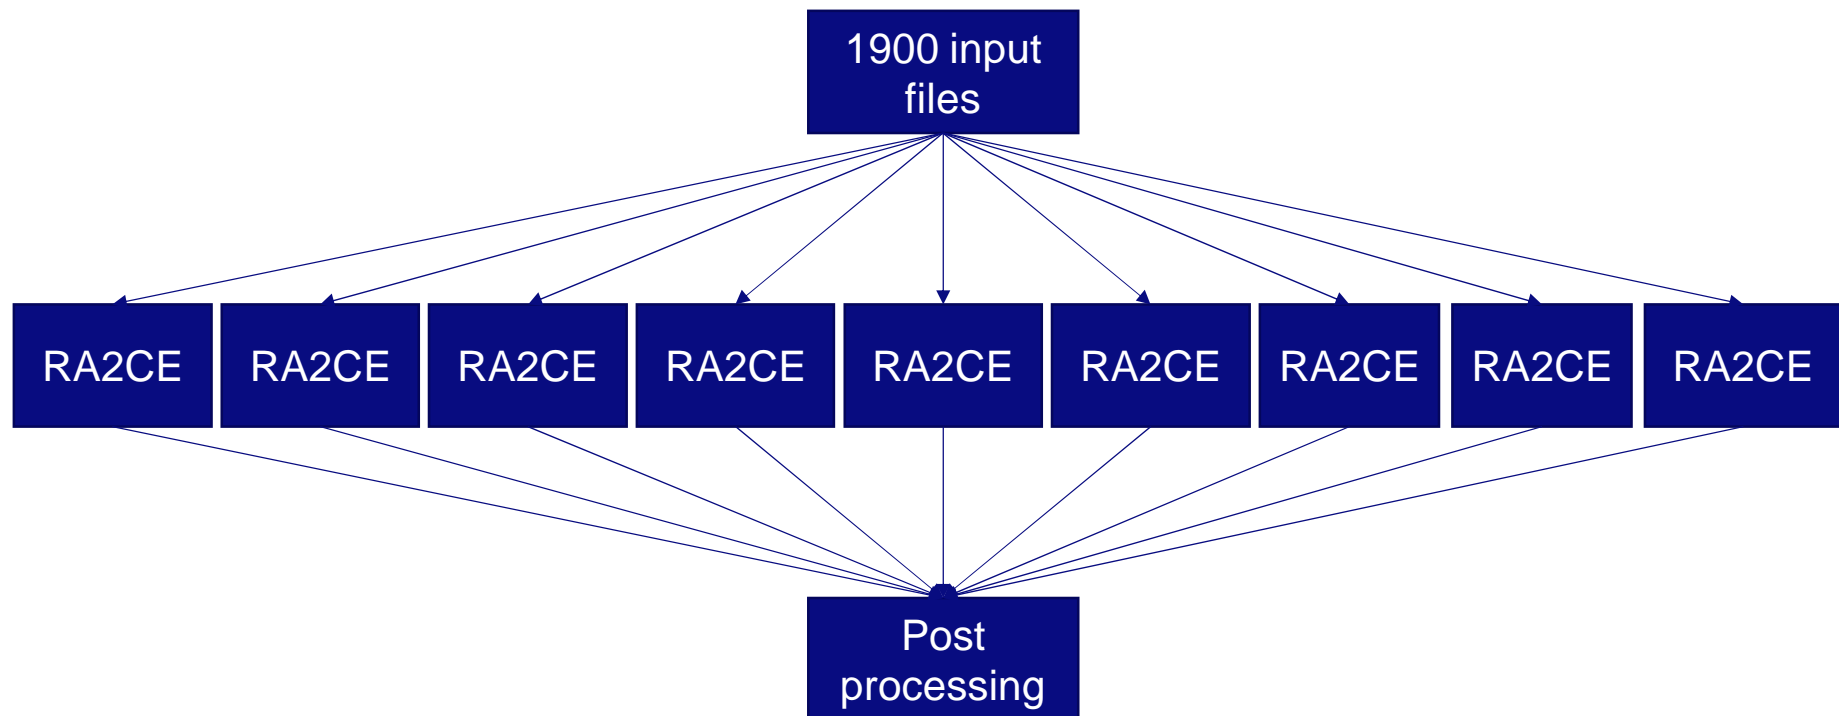 1900 input
files
RA2CE
RA2CE
RA2CE
RA2CE
RA2CE
RA2CE
RA2CE
RA2CE
RA2CE
Post
processing